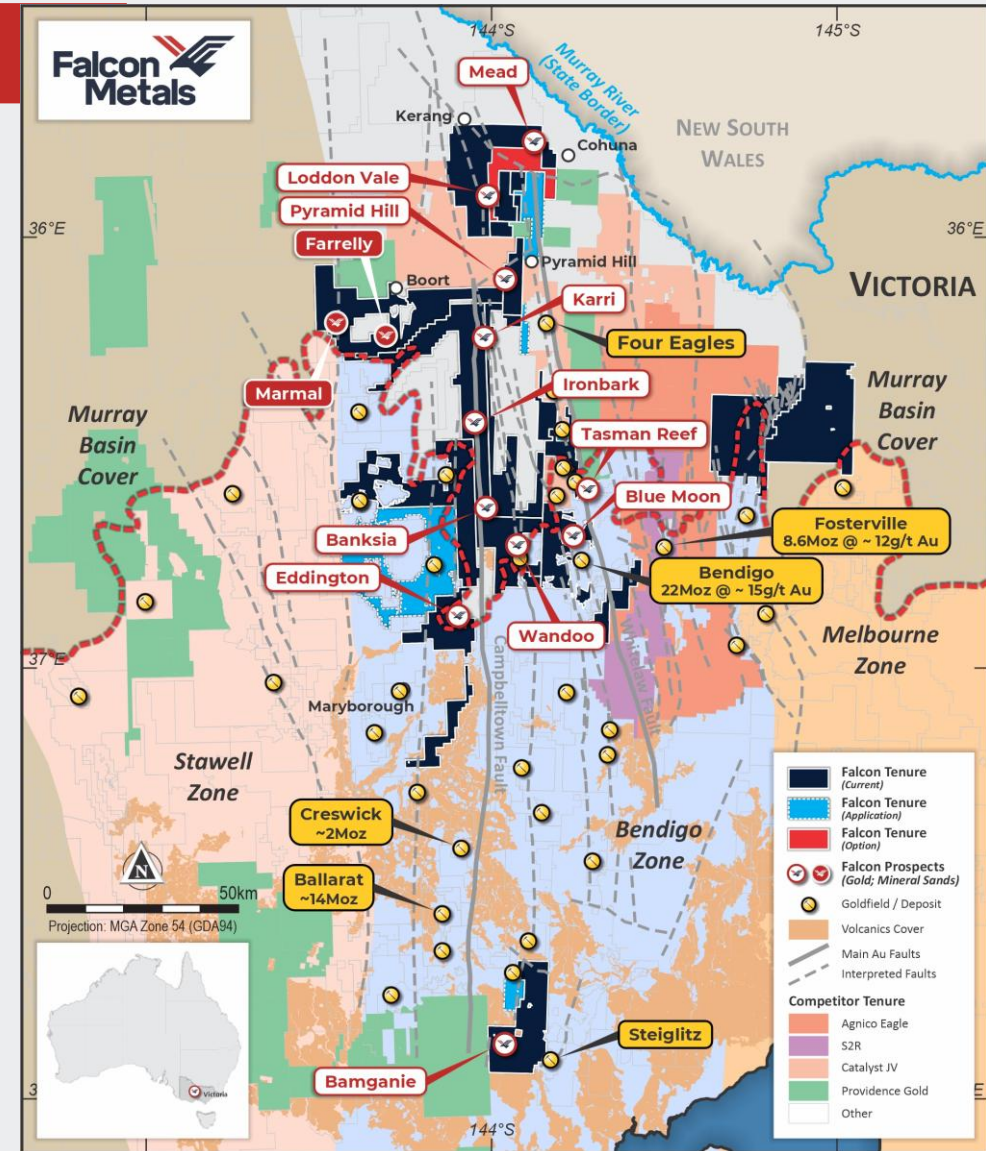 Falcon
Metals
144°S
145°S
Mead
Murray River
(State Border)
Kerang
Cohuna
NEW SOUTH
WALES
Loddon Vale
Pyramid Hill
36°E
36°E
Farrelly
Pyramid Hill
Boort
VICTORIA
Karri
Four Eagles
Marmal
Ironbark
Murray
Basin
Cover
Murray
Basin
Cover
Tasman Reef
Blue Moon
Banksia
Fosterville
8.6Moz @ ~ 12g/t Au
Bendigo
22Moz @ ~ 15g/t Au
Eddington
Wandoo
Melbourne
Zone
37°E
Campbelltown Fault
Whitelaw Fault
Maryborough
Stawell
Zone
Creswick
~2Moz
Bendigo
Zone
Ballarat
~14Moz
N
0
50km
Projection: MGA Zone 54 (GDA94)
Victoria
Steiglitz
Bamganie
144°S
Falcon Tenure
(Current)
Falcon Tenure
(Application)
Falcon Tenure
(Option)
Falcon Prospects
(Gold; Mineral Sands)
Goldfield / Deposit
Volcanics Cover
Main Au Faults
Interpreted Faults
Competitor Tenure
Agnico Eagle
S2R
Catalyst JV
Providence Gold
Other